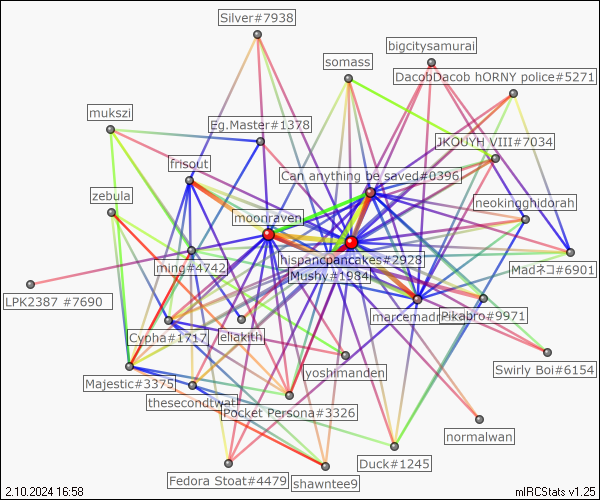 Silver#7938
bigcitysamurai
somass
DacobDacob hORNY police#5271
mukszi
Eg.Master#1378
JKOUYH VIII#7034
frisout
Can anything be saved#0396
zebula
neokingghidorah
moonraven
hispancpancakes#2928
ming#4742
Mushy#1984
Madネコ#6901
LPK2387 #7690
marcemadn
Pikabro#9971
Cypha#1717
eliakith
yoshimanden
Swirly Boi#6154
Majestic#3375
thesecondtwat
Pocket Persona#3326
normalwan
Duck#1245
Fedora Stoat#4479
shawntee9
2.10.2024 16:58
mIRCStats v1.25